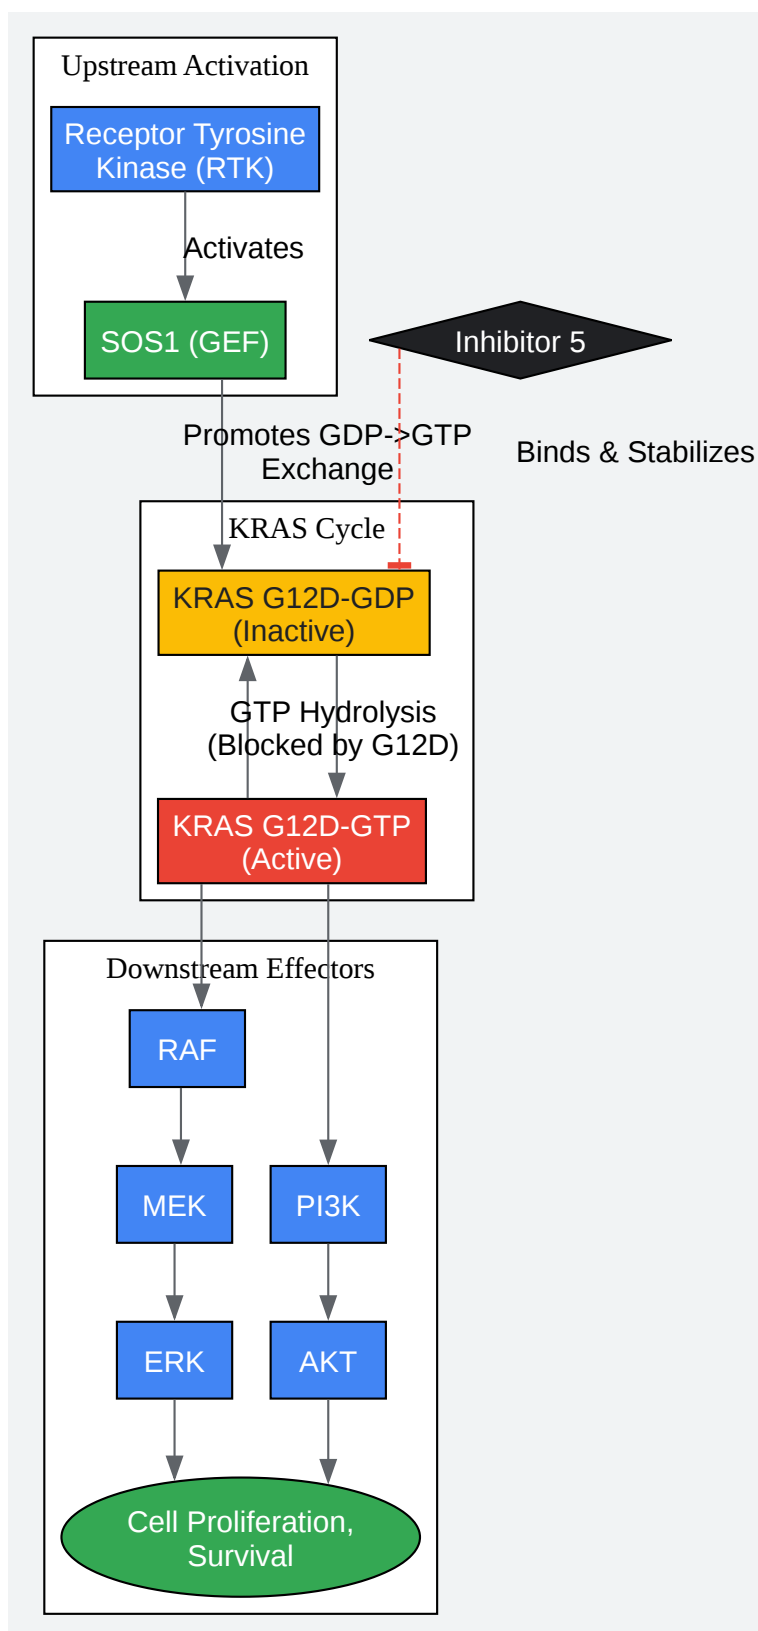 Upstream Activation
Receptor Tyrosine
Kinase (RTK)
Activates
SOS1 (GEF)
Inhibitor 5
Promotes GDP->GTP
Exchange
Binds & Stabilizes
KRAS Cycle
KRAS G12D-GDP
(Inactive)
GTP Hydrolysis
(Blocked by G12D)
KRAS G12D-GTP
(Active)
Downstream Effectors
RAF
MEK
PI3K
ERK
AKT
Cell Proliferation,
Survival